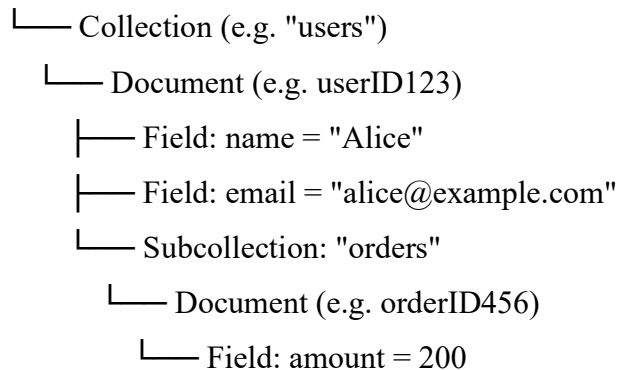 └── Collection (e.g. "users")
└── Document (e.g. userID123)
├── Field: name = "Alice"
├── Field: email = "alice@example.com"
└── Subcollection: "orders"
└── Document (e.g. orderID456)
└── Field: amount = 200